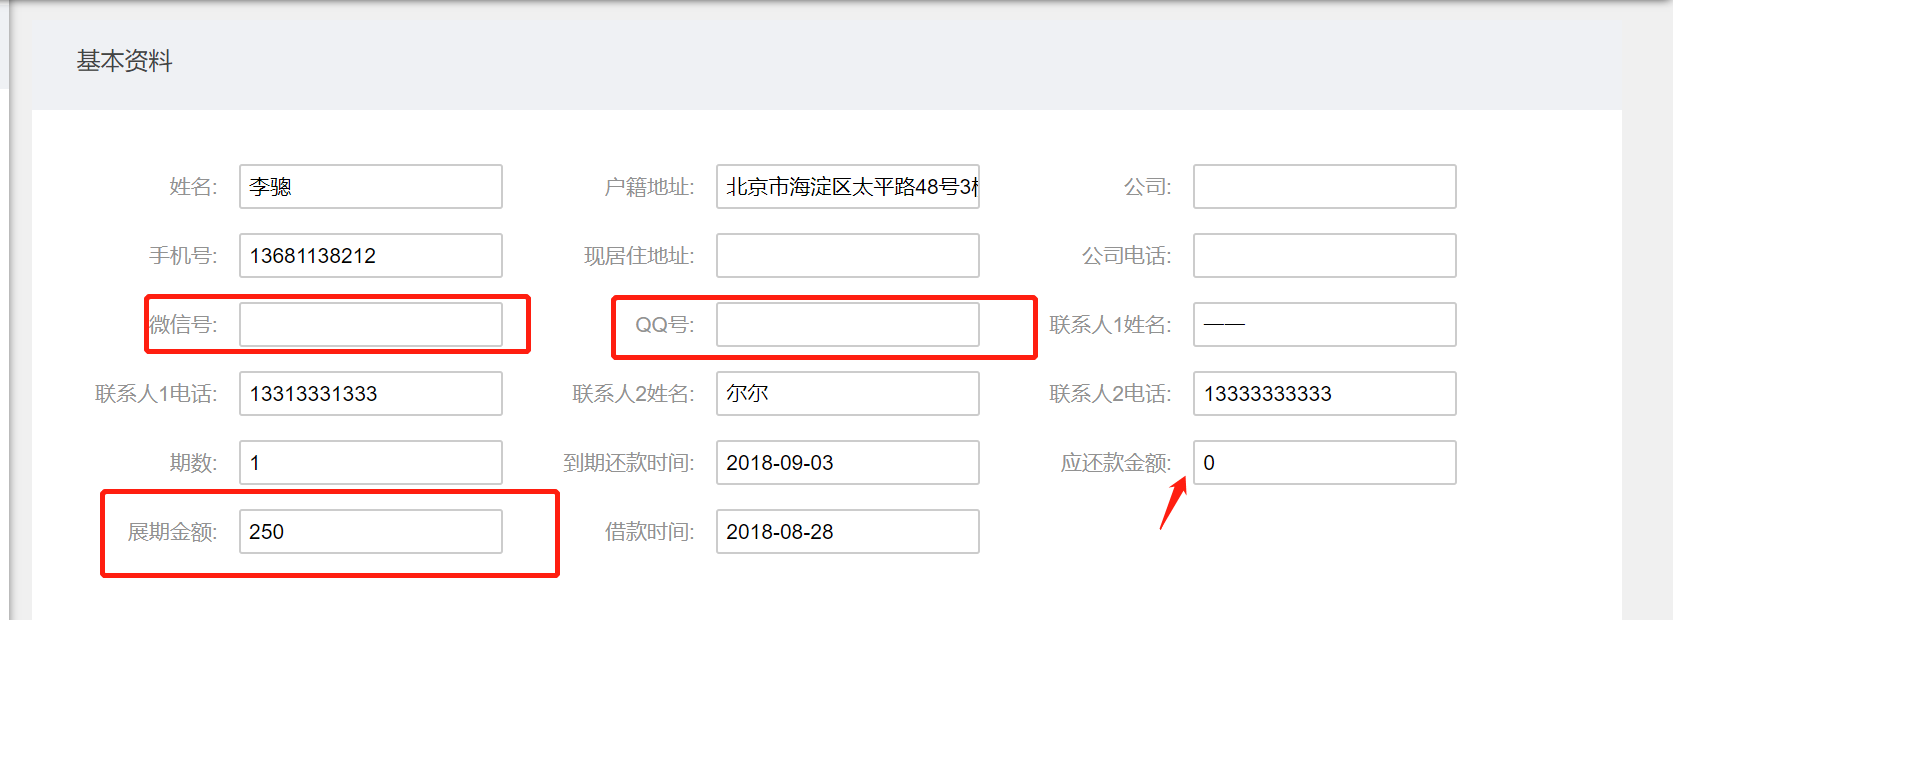 基本资料
姓名: 李骢 户籍地址: 北京市海淀区太平路48号3 公司:
手机号: 13681138212 现居住地址: 公司电话:
微信号: QQ号: 联系人1姓名: 一一
联系人1电话: 13313331333 联系人2姓名: 尔尔 联系人2电话: 13333333333
期数: 1 到期还款时间: 2018-09-03 应还款金额: 0
展期金额: 250 借款时间: 2018-08-28